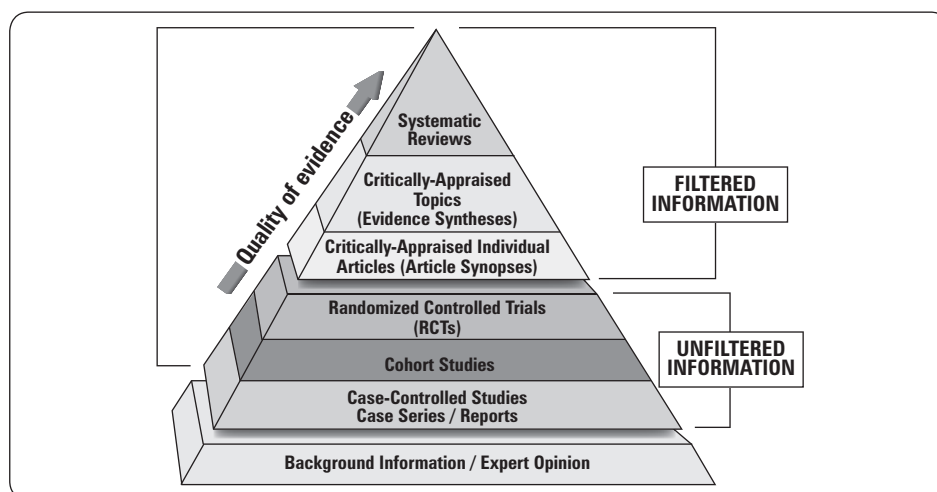 Quality of evidence
Systematic
Reviews
Critically-Appraised
Topics
(Evidence Syntheses)
Critically-Appraised Individual
Articles (Article Synopses)
FILTERED
INFORMATION
Randomized Controlled Trials
(RCTs)
Cohort Studies
Case-Controlled Studies
Case Series / Reports
UNFILTERED
INFORMATION
Background Information / Expert Opinion